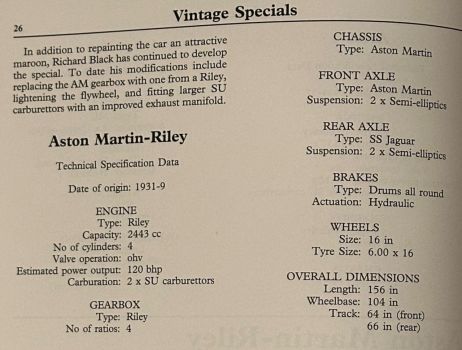 26
Vintage Specials
In addition to repainting the car an attractive
maroon, Richard Black has continued to develop
the special. To date his modifications include
replacing the AM gearbox with one from a Riley,
lightening the flywheel, and fitting larger SU
carburettors with an improved exhaust manifold.
Aston Martin-Riley
Technical Specification Data
Date of origin: 1931-9
ENGINE
Type: Riley
Capacity: 2443 cc
No of cylinders: 4
Valve operation: ohv
Estimated power output: 120 bhp
Carburation: 2 x SU carburettors
GEARBOX
Type: Riley
No of ratios: 4
CHASSIS
Type: Aston Martin
FRONT AXLE
Type: Aston Martin
Suspension: 2 x Semi-elliptics
REAR AXLE
Type: SS Jaguar
Suspension: 2 x Semi-elliptics
BRAKES
Type: Drums all round
Actuation: Hydraulic
WHEELS
Size: 16 in
Tyre Size: 6.00 x 16
OVERALL DIMENSIONS
Length: 156 in
Wheelbase: 104 in
Track: 64 in (front)
66 in (rear)